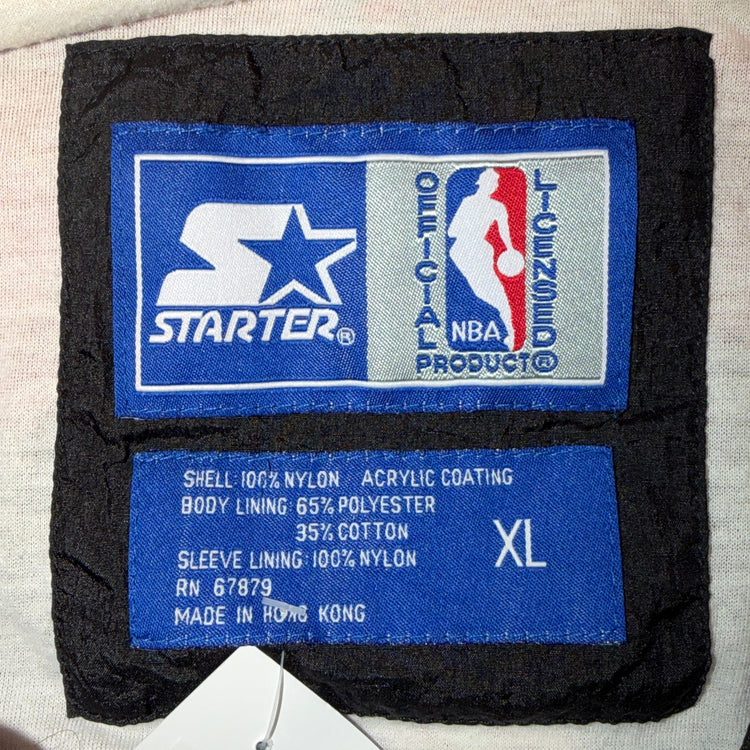 STARTER®
OFFICIAL
LICENSED
PRODUCT®
NBA
SHELL: 100% NYLON ACRYLIC COATING
BODY LINING: 65% POLYESTER
35% COTTON
XL
SLEEVE LINING: 100% NYLON
RN 67879
MADE IN HONG KONG